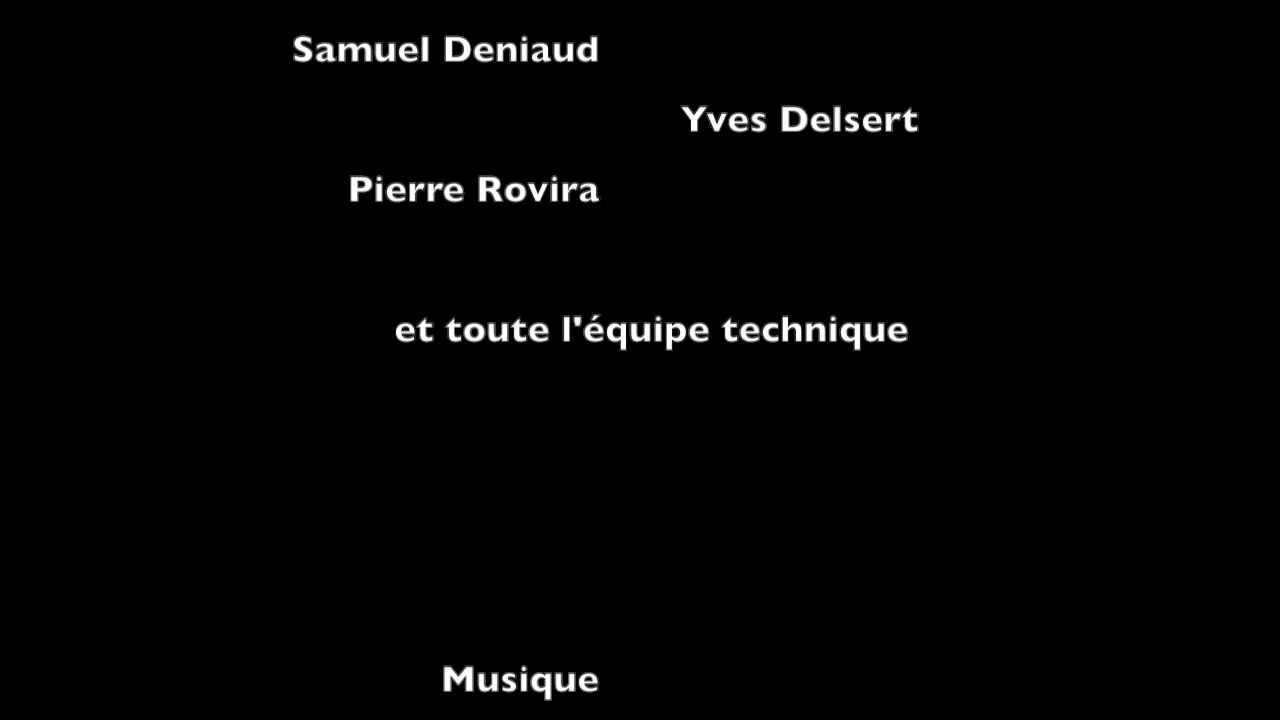 Samuel Deniaud
Yves Delsert
Pierre Rovira
et toute l'équipe technique
Musique